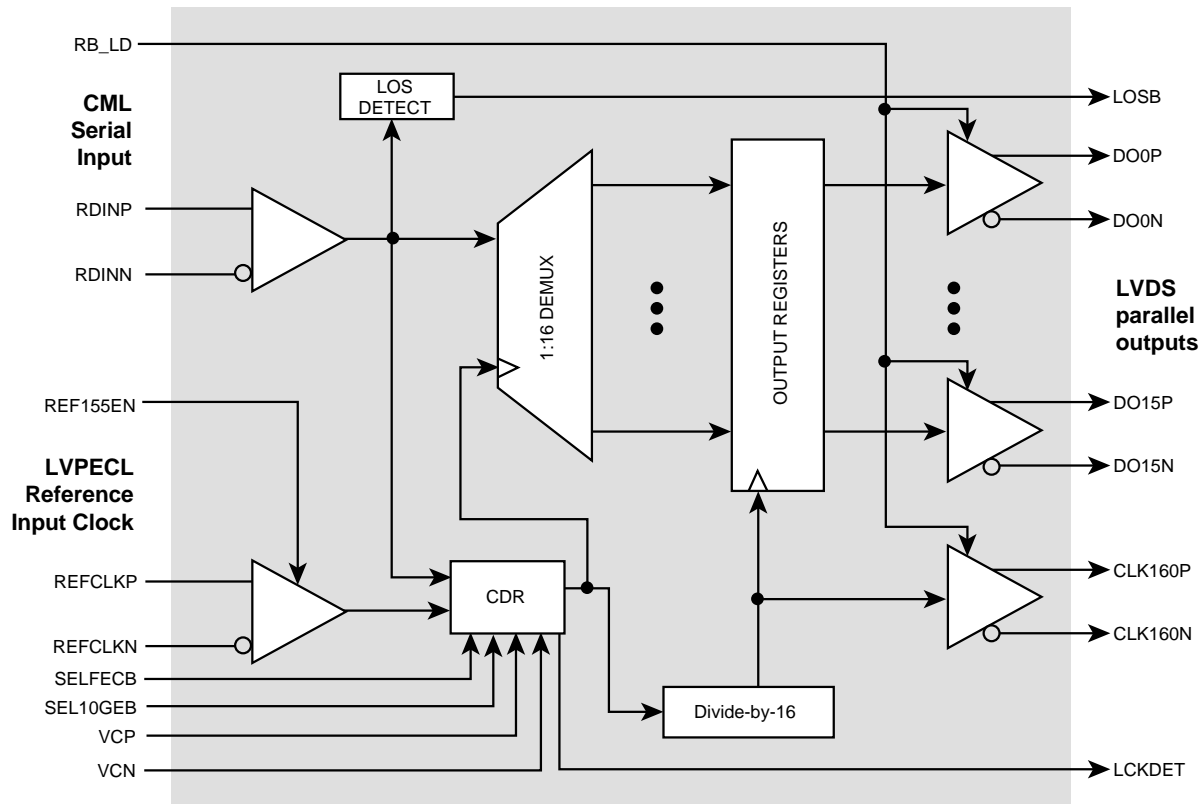 RB_LD
LOS
DETECT
LOSB
CML
Serial
Input
DO0P
RDINP
DO0N
RDINN
1:16 DEMUX
OUTPUT REGISTERS
LVDS
parallel
outputs
REF155EN
DO15P
DO15N
LVPECL
Reference
Input Clock
REFCLKP
CDR
CLK160P
REFCLKN
CLK160N
SELFECB
SEL10GEB
Divide-by-16
VCP
VCN
LCKDET